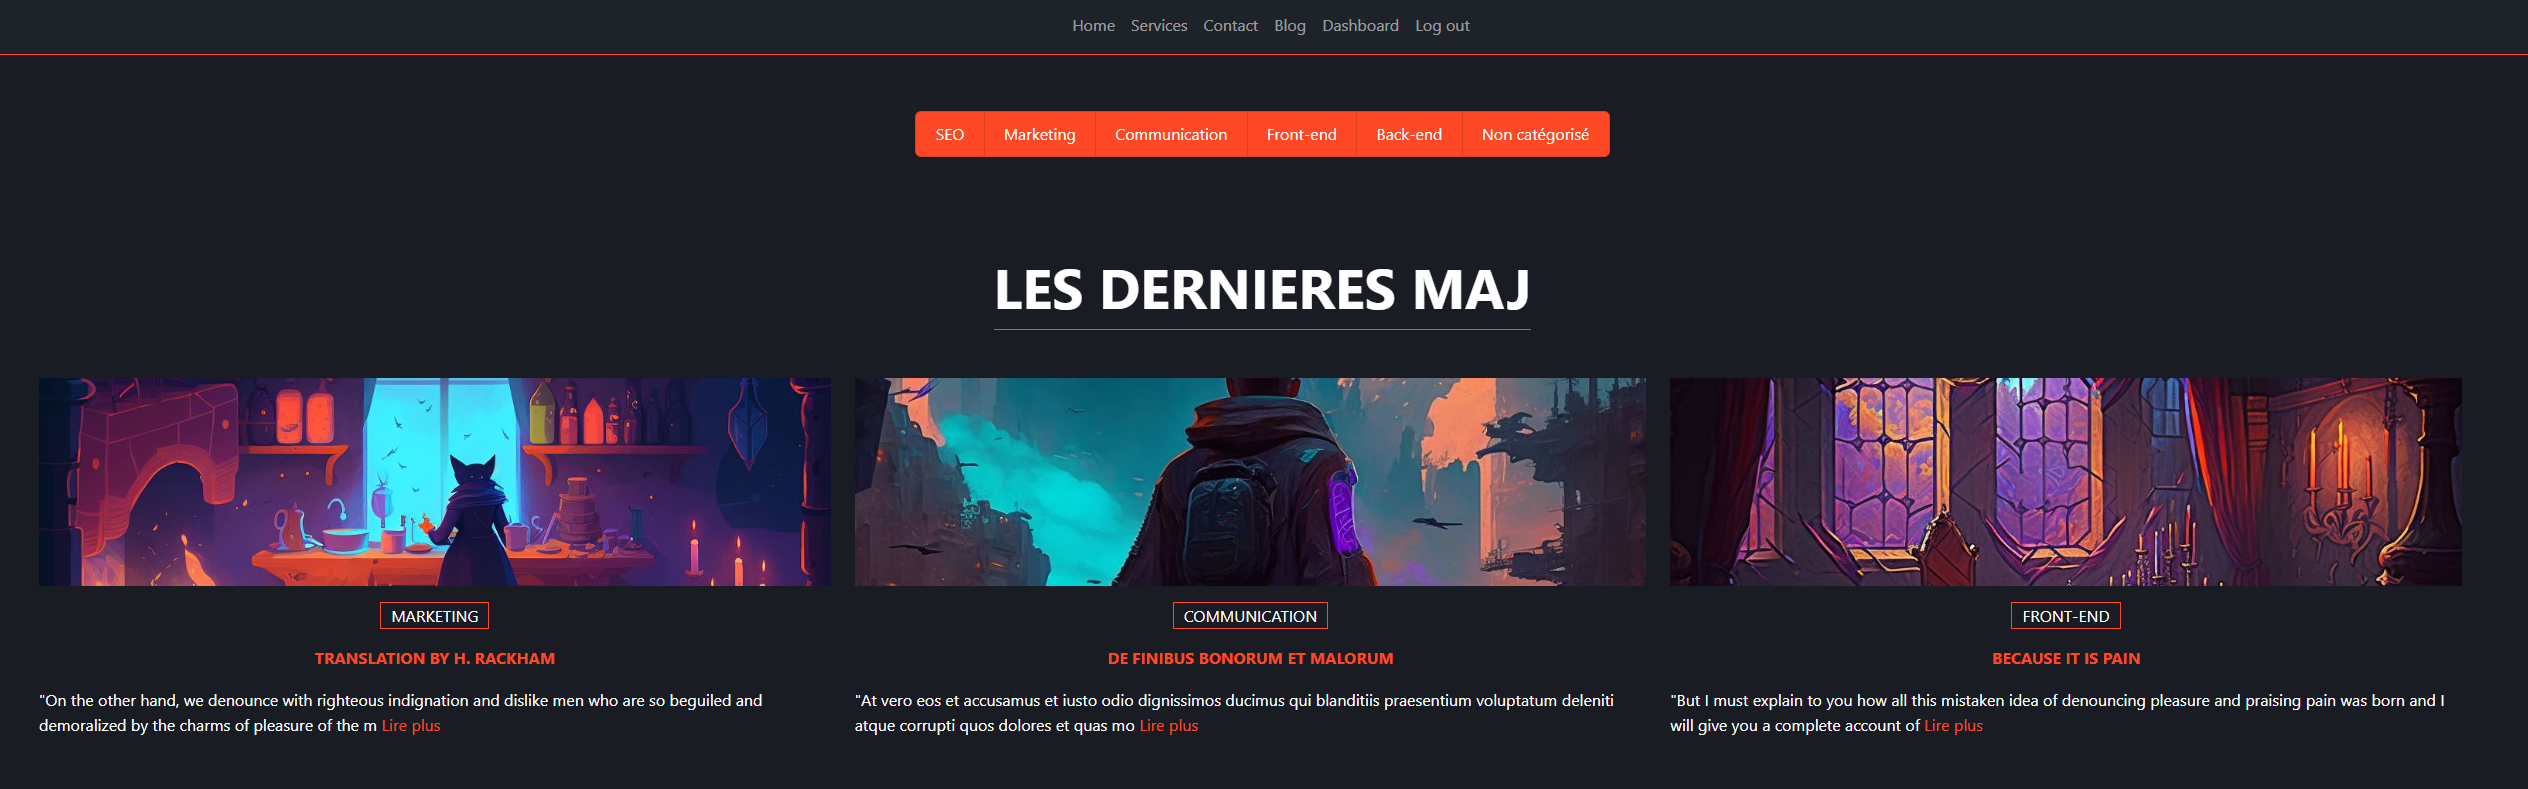 Home Services Contact Blog Dashboard Log out
SEO Marketing Communication Front-end Back-end Non catégorisé
LES DERNIERES MAJ
MARKETING
TRANSLATION BY H. RACKHAM
"On the other hand, we denounce with righteous indignation and dislike men who are so beguiled and
demoralized by the charms of pleasure of the m Lire plus
COMMUNICATION
DE FINIBUS BONORUM ET MALORUM
"At vero eos et accusamus et iusto odio dignissimos ducimus qui blanditiis praesentium voluptatum deleniti
atque corrupti quos dolores et quas mo Lire plus
FRONT-END
BECAUSE IT IS PAIN
"But I must explain to you how all this mistaken idea of denouncing pleasure and praising pain was born and I
will give you a complete account of Lire plus